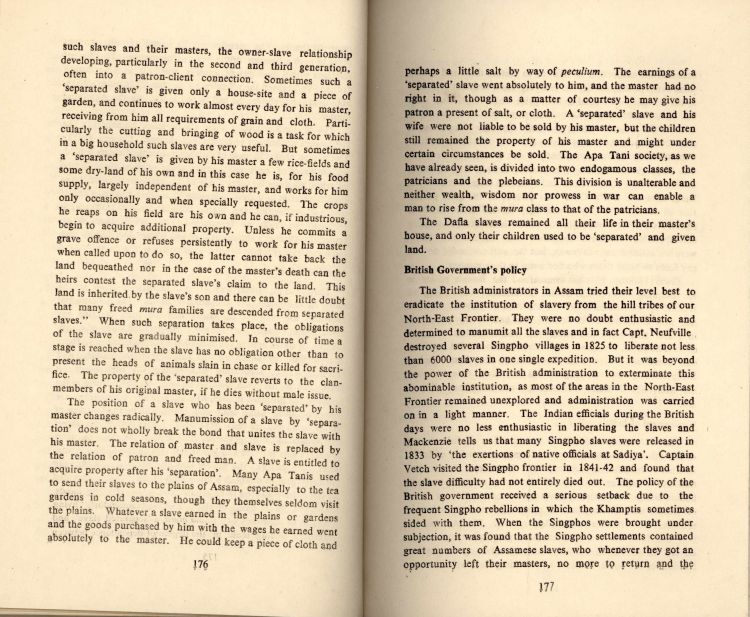 such slaves and their masters, the owner-slave relationship
developing, particularly in the second and third generation,
often into a patron-client connection. Sometimes such a
‘separated slave’ is given only a house-site and a piece of
garden, and continues to work almost every day for his master,
receiving from him all requirements of grain and cloth. Parti-
cularly the cutting and bringing of wood is a task for which
in a big household such slaves are very useful. But sometimes
a ‘separated slave’ is given by his master a few rice-fields and
some dry-land of his own and in this case he is, for his food
supply, largely independent of his master, and works for him
only occasionally and when specially requested. The crops
he reaps on his field are his own and he can, if industrious,
begin to acquire additional property. Unless he commits a
grave offence or refuses persistently to work for his master
when called upon to do so, the latter cannot take back the
land bequeathed nor in the case of the master's death can the
heirs contest the separated slave's claim to the land. This
land is inherited by the slave's son and there can be little doubt
that many freed mura families are descended from separated
slaves.” When such separation takes place, the obligations
of the slave are gradually minimised. In course of time a
stage is reached when the slave has no obligation other than to
present the heads of animals slain in chase or killed for sacri-
fice. The property of the ‘separated’ slave reverts to the clan-
members of his original master, if he dies without male issue.
The position of a slave who has been ‘separated’ by his
master changes radically. Manumission of a slave by ‘separa-
tion’ does not wholly break the bond that unites the slave with
his master. The relation of master and slave is replaced by
the relation of patron and freed man. A slave is entitled to
acquire property after his ‘separation’. Many Apa Tanis used
to send their slaves to the plains of Assam, especially to the tea
gardens in cold seasons, though they themselves seldom visit
the plains. Whatever a slave earned in the plains or gardens
and the goods purchased by him with the wages he earned went
absolutely to the master. He could keep a piece of cloth and
176
perhaps a little salt by way of peculium. The earnings of a
‘separated’ slave went absolutely to him, and the master had no
right in it, though as a matter of courtesy he may give his
patron a present of salt, or cloth. A ‘separated’ slave and his
wife were not liable to be sold by his master, but the children
still remained the property of his master and might under
certain circumstances be sold. The Apa Tani society, as we
have already seen, is divided into two endogamous classes, the
patricians and the plebeians. This division is unalterable and
neither wealth, wisdom nor prowess in war can enable a
man to rise from the mura class to that of the patricians.
The Dafla slaves remained all their life in their master's
house, and only their children used to be ‘separated’ and given
land.
British Government's policy
The British administrators in Assam tried their level best to
eradicate the institution of slavery from the hill tribes of our
North-East Frontier. They were no doubt enthusiastic and
determined to manumit all the slaves and in fact Capt. Neufville
destroyed several Singpho villages in 1825 to liberate not less
than 6000 slaves in one single expedition. But it was beyond
the power of the British administration to exterminate this
abominable institution, as most of the areas in the North-East
Frontier remained unexplored and administration was carried
on in a light manner. The Indian officials during the British
days were no less enthusiastic in liberating the slaves and
Mackenzie tells us that many Singpho slaves were released in
1833 by ‘the exertions of native officials at Sadiya’. Captain
Vetch visited the Singpho frontier in 1841-42 and found that
the slave difficulty had not entirely died out. The policy of the
British government received a serious setback due to the
frequent Singpho rebellions in which the Khamptis sometimes
sided with them. When the Singphos were brought under
subjection, it was found that the Singpho settlements contained
great numbers of Assamese slaves, who whenever they got an
opportunity left their masters, no more to return and the
177